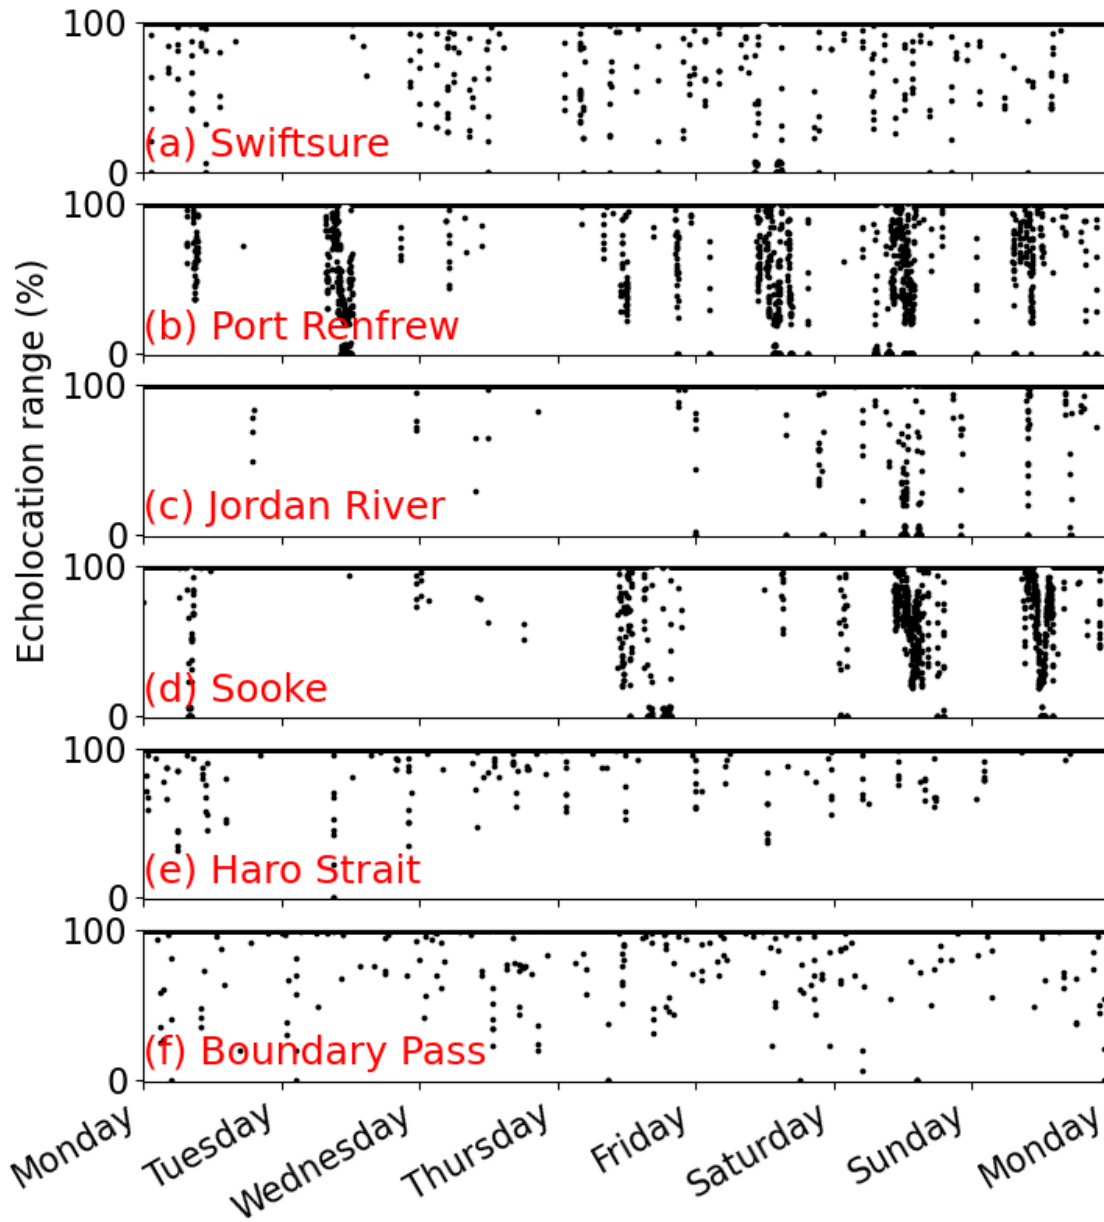 Echolocation range (%)
100
(a) Swiftsure
0
100
(b) Port Renfrew
0
100
(c) Jordan River
0
100
(d) Sooke
0
100
(e) Haro Strait
0
100
(f) Boundary Pass
0
Monday
Tuesday
Wednesday
Thursday
Friday
Saturday
Sunday
Monday